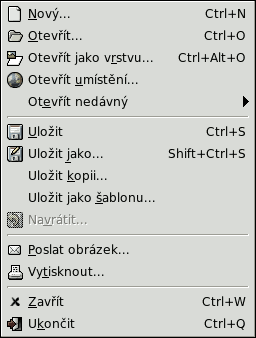 Nový... Ctrl+N
Otevřít... Ctrl+O
Otevřít jako vrstvu... Ctrl+Alt+O
Otevřít umístění...
Otevřít nedávný
Uložit Ctrl+S
Uložit jako... Shift+Ctrl+S
Uložit kopii...
Uložit jako šablonu...
Navrátit...
Poslat obrázek...
Vytisknout...
Zavřít Ctrl+W
Ukončit Ctrl+Q